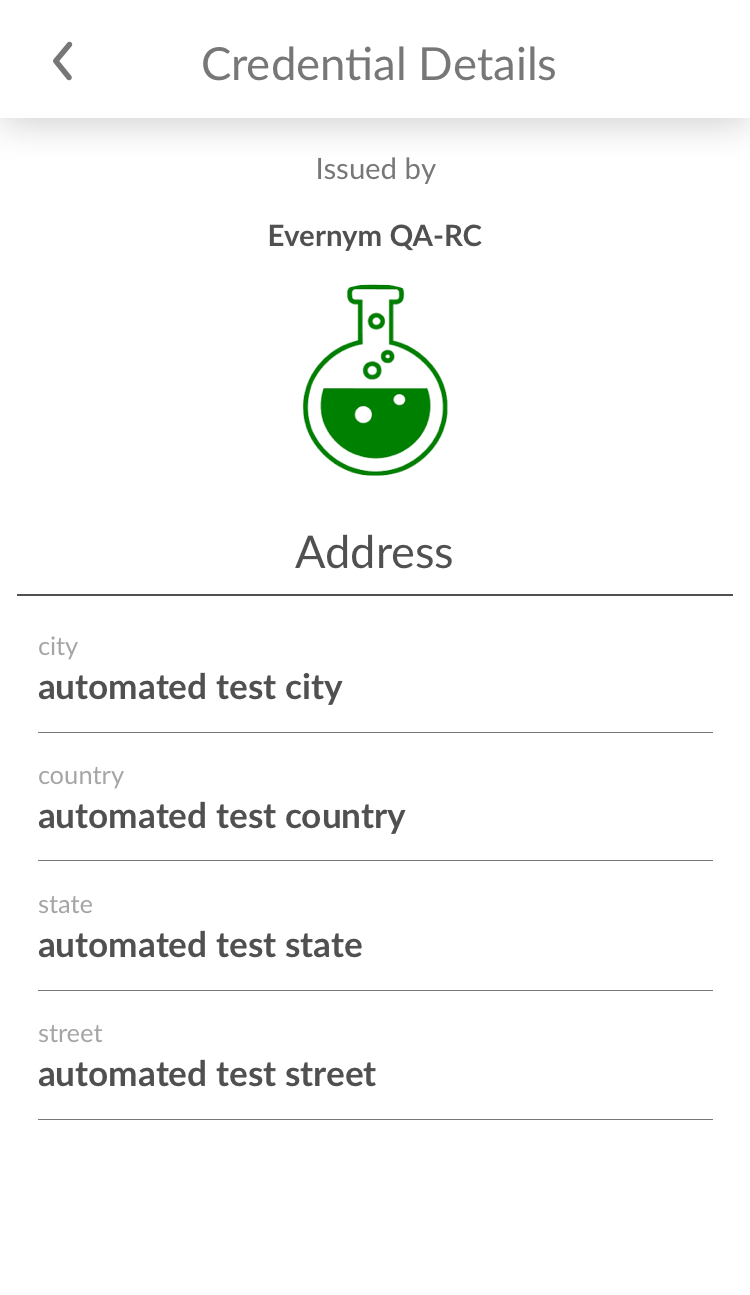 Credential Details
Issued by
Evernym QA-RC
Address
city
automated test city
country
automated test country
state
automated test state
street
automated test street